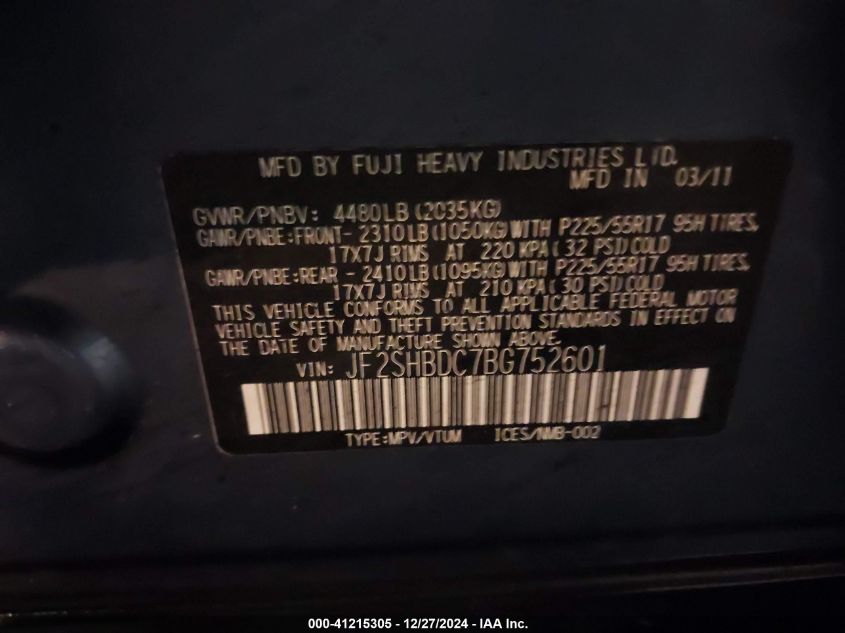 MFD BY FUJI HEAVY INDUSTRIES LTD.
MFD IN 03/11
GVWR/PNBV: 4480LB(2035KG)
GAWR/PNBE:FRONT- 2310LB(1050KG)WITH P225/55R17 95H TIRES,
17X7J RIMS AT 220 KPA(32 PSI)COLD
GAWR/PNBE:REAR - 2410LB(1095KG)WITH P225/55R17 95H TIRES,
17X7J RIMS AT 210 KPA(30 PSI)COLD
THIS VEHICLE CONFORMS TO ALL APPLICABLE FEDERAL MOTOR
VEHICLE SAFETY AND THEFT PREVENTION STANDARDS IN EFFECT ON
THE DATE OF MANUFACTURE SHOWN ABOVE.
VIN: JF2SHBDC7BG752601
TYPE:MPV/VTUM ICES/NMB-002
000-41215305 - 12/27/2024 - IAA Inc.